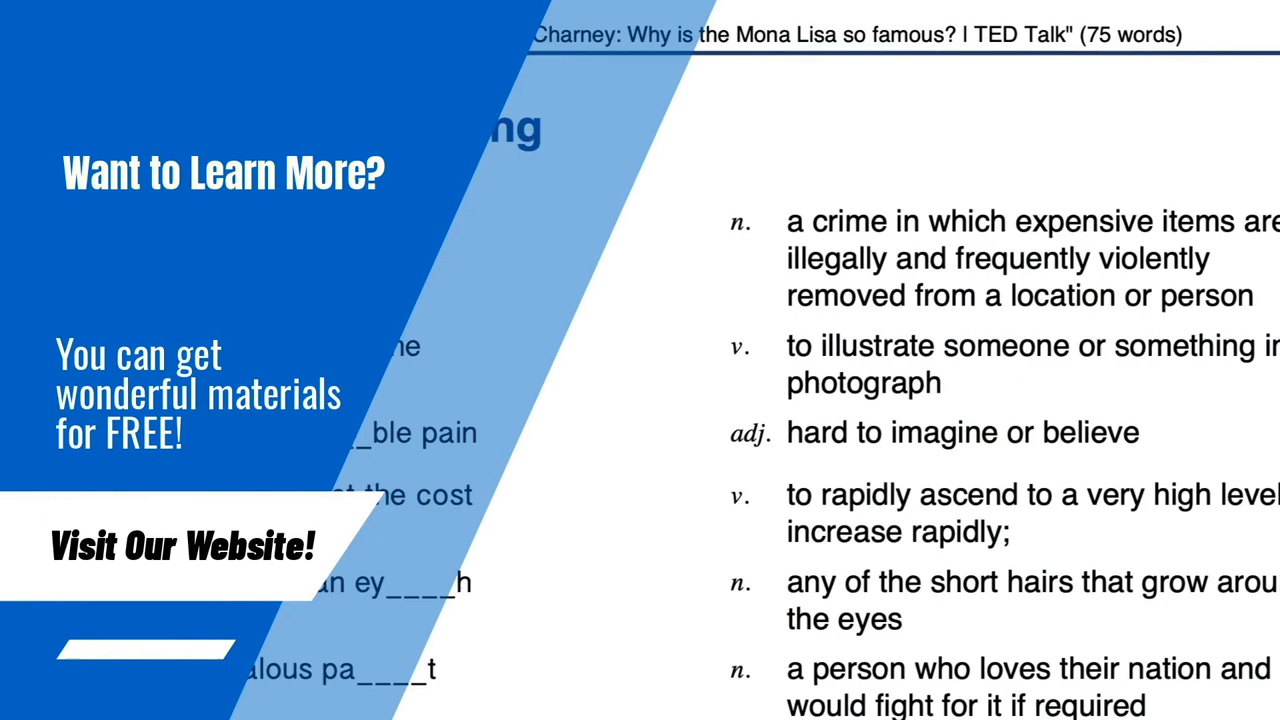 Charney: Why is the Mona Lisa so famous? | TED Talk" (75 words)
Want to Learn More?
You can get
wonderful materials
for FREE!
Visit Our Website!
ng
n. a crime in which expensive items are
illegally and frequently violently
removed from a location or person
ne
v. to illustrate someone or something in
photograph
_ble pain
adj. hard to imagine or believe
the cost
v. to rapidly ascend to a very high level
increase rapidly;
an ey____h
n. any of the short hairs that grow arou
the eyes
alous pa____t
n. a person who loves their nation and
would fight for it if required